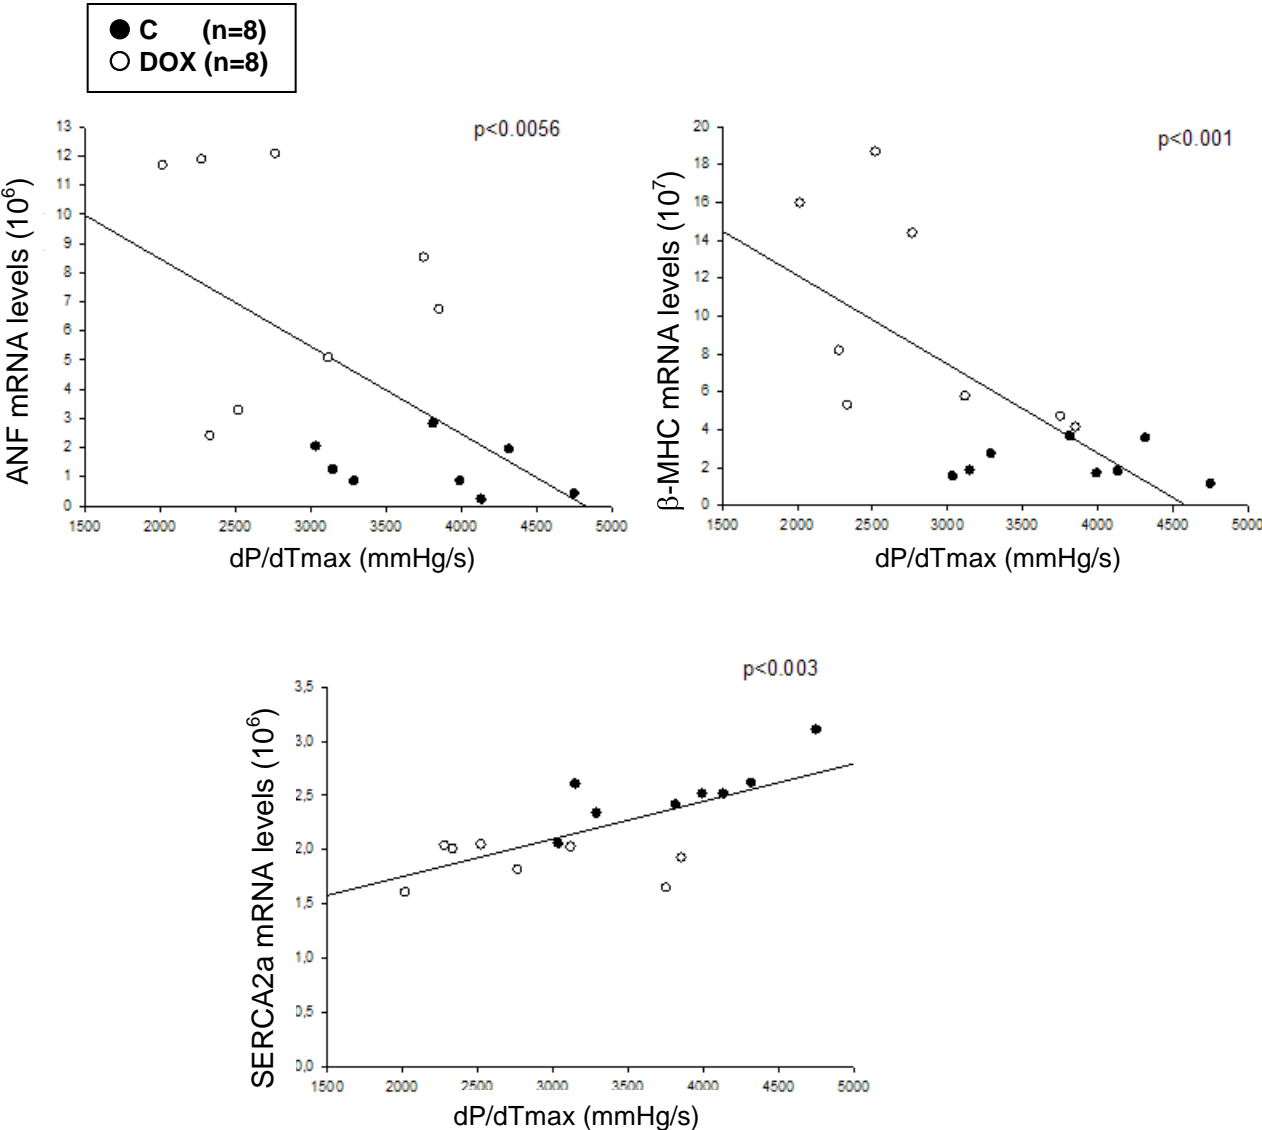 C (n=8)
DOX (n=8)
p<0.0056
13
12
11
10
9
8
7
6
5
4
3
2
1
0
ANF mRNA levels (10⁶)
1500 2000 2500 3000 3500 4000 4500 5000
dP/dTmax (mmHg/s)
p<0.001
20
18
16
14
12
10
8
6
4
2
0
β-MHC mRNA levels (10⁷)
1500 2000 2500 3000 3500 4000 4500 5000
dP/dTmax (mmHg/s)
p<0.003
3,5
3,0
2,5
2,0
1,5
1,0
0,5
0,0
SERCA2a mRNA levels (10⁶)
1500 2000 2500 3000 3500 4000 4500 5000
dP/dTmax (mmHg/s)